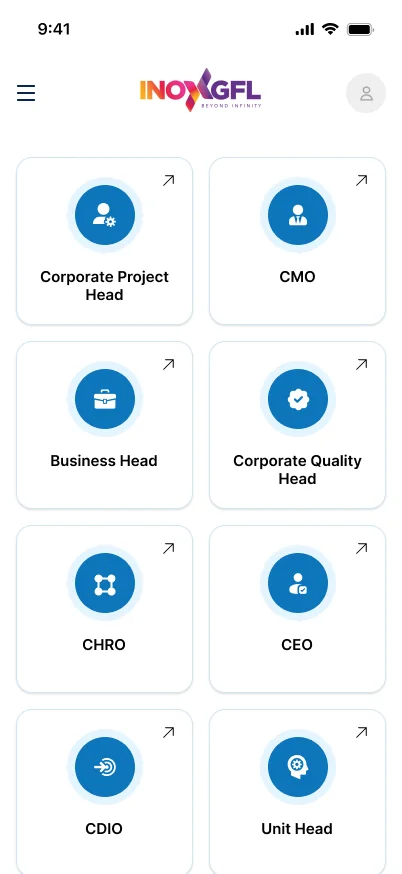 9:41
INOXGFL
BEYOND INFINITY
Corporate Project
Head
CMO
Business Head
Corporate Quality
Head
CHRO
CEO
CDIO
Unit Head